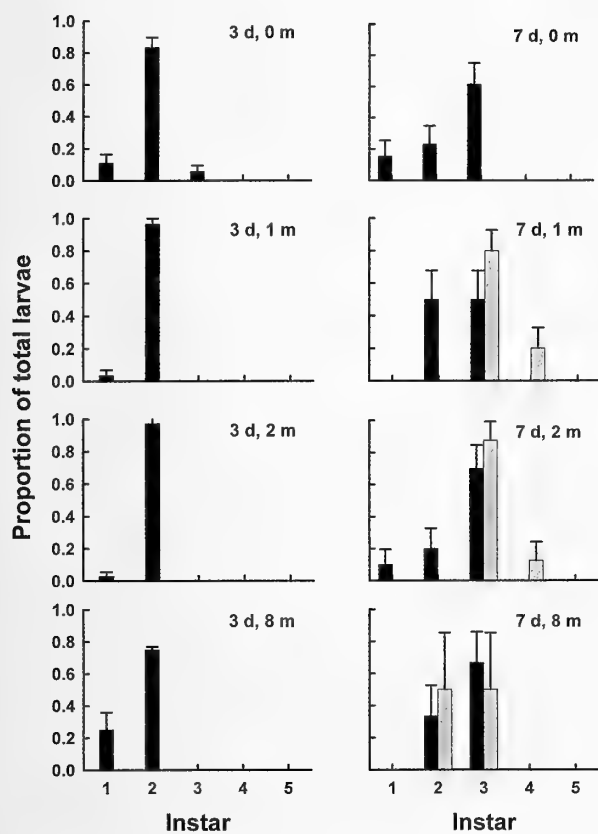 Proportion of total larvae
3 d, 0 m
1.0
0.8
0.6
0.4
0.2
0.0
7 d, 0 m
3 d, 1 m
1.0
0.8
0.6
0.4
0.2
0.0
7 d, 1 m
3 d, 2 m
1.0
0.8
0.6
0.4
0.2
0.0
7 d, 2 m
3 d, 8 m
1.0
0.8
0.6
0.4
0.2
0.0
1 2 3 4 5
Instar
7 d, 8 m
1 2 3 4 5
Instar